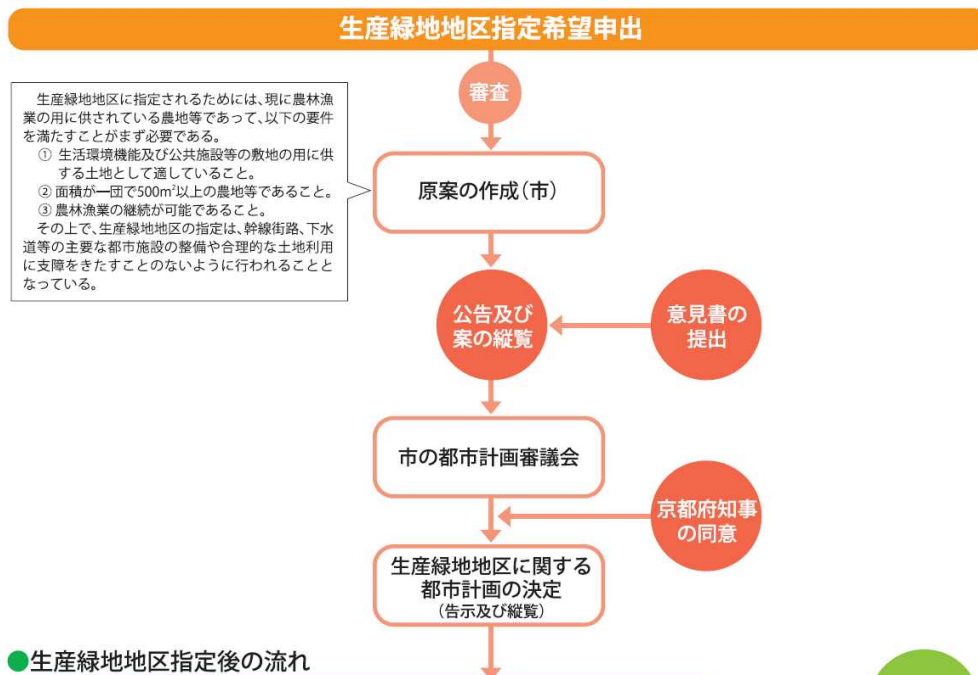 生産緑地地区指定希望申出
審査
生産緑地地区に指定されるためには、現に農林漁
業の用に供されている農地等であって、以下の要件
を満たすことがまず必要である。
① 生活環境機能及び公共施設等の敷地の用に供
する土地として適していること。
② 面積が一団で500m²以上の農地等であること。
③ 農林漁業の継続が可能であること。
その上で、生産緑地地区の指定は、幹線街路、下水
道等の主要な都市施設の整備や合理的な土地利用
に支障をきたすことのないように行われることと
なっている。
原案の作成（市）
公告及び
案の縦覧
意見書の
提出
市の都市計画審議会
京都府知事
の同意
生産緑地地区に関する
都市計画の決定
（告示及び縦覧）
●生産緑地地区指定後の流れ